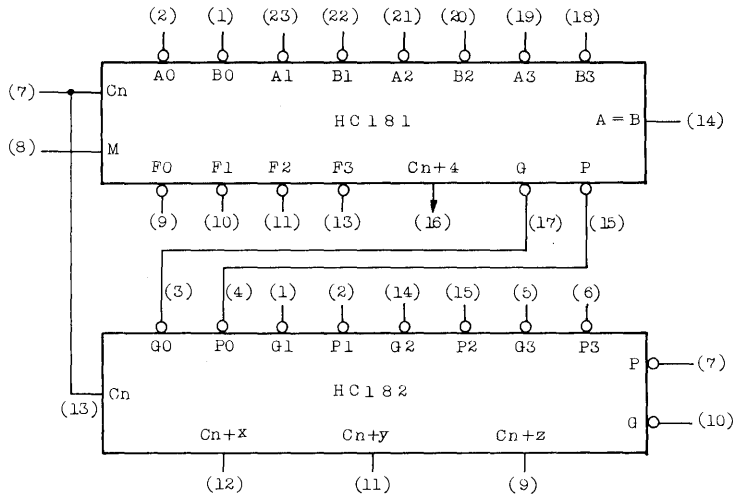 (2) (1) (23) (22) (21) (20) (19) (18)
A0 B0 A1 B1 A2 B2 A3 B3
(7) Cn
HC181 A=B (14)
(8) M
F0 F1 F2 F3 Cn+4 G P
(9) (10) (11) (13) (16) (17) (15)
(3) (4) (1) (2) (14) (15) (5) (6)
G0 P0 G1 P1 G2 P2 G3 P3
P (7)
(13) Cn HC182
G (10)
Cn+x Cn+y Cn+z
(12) (11) (9)